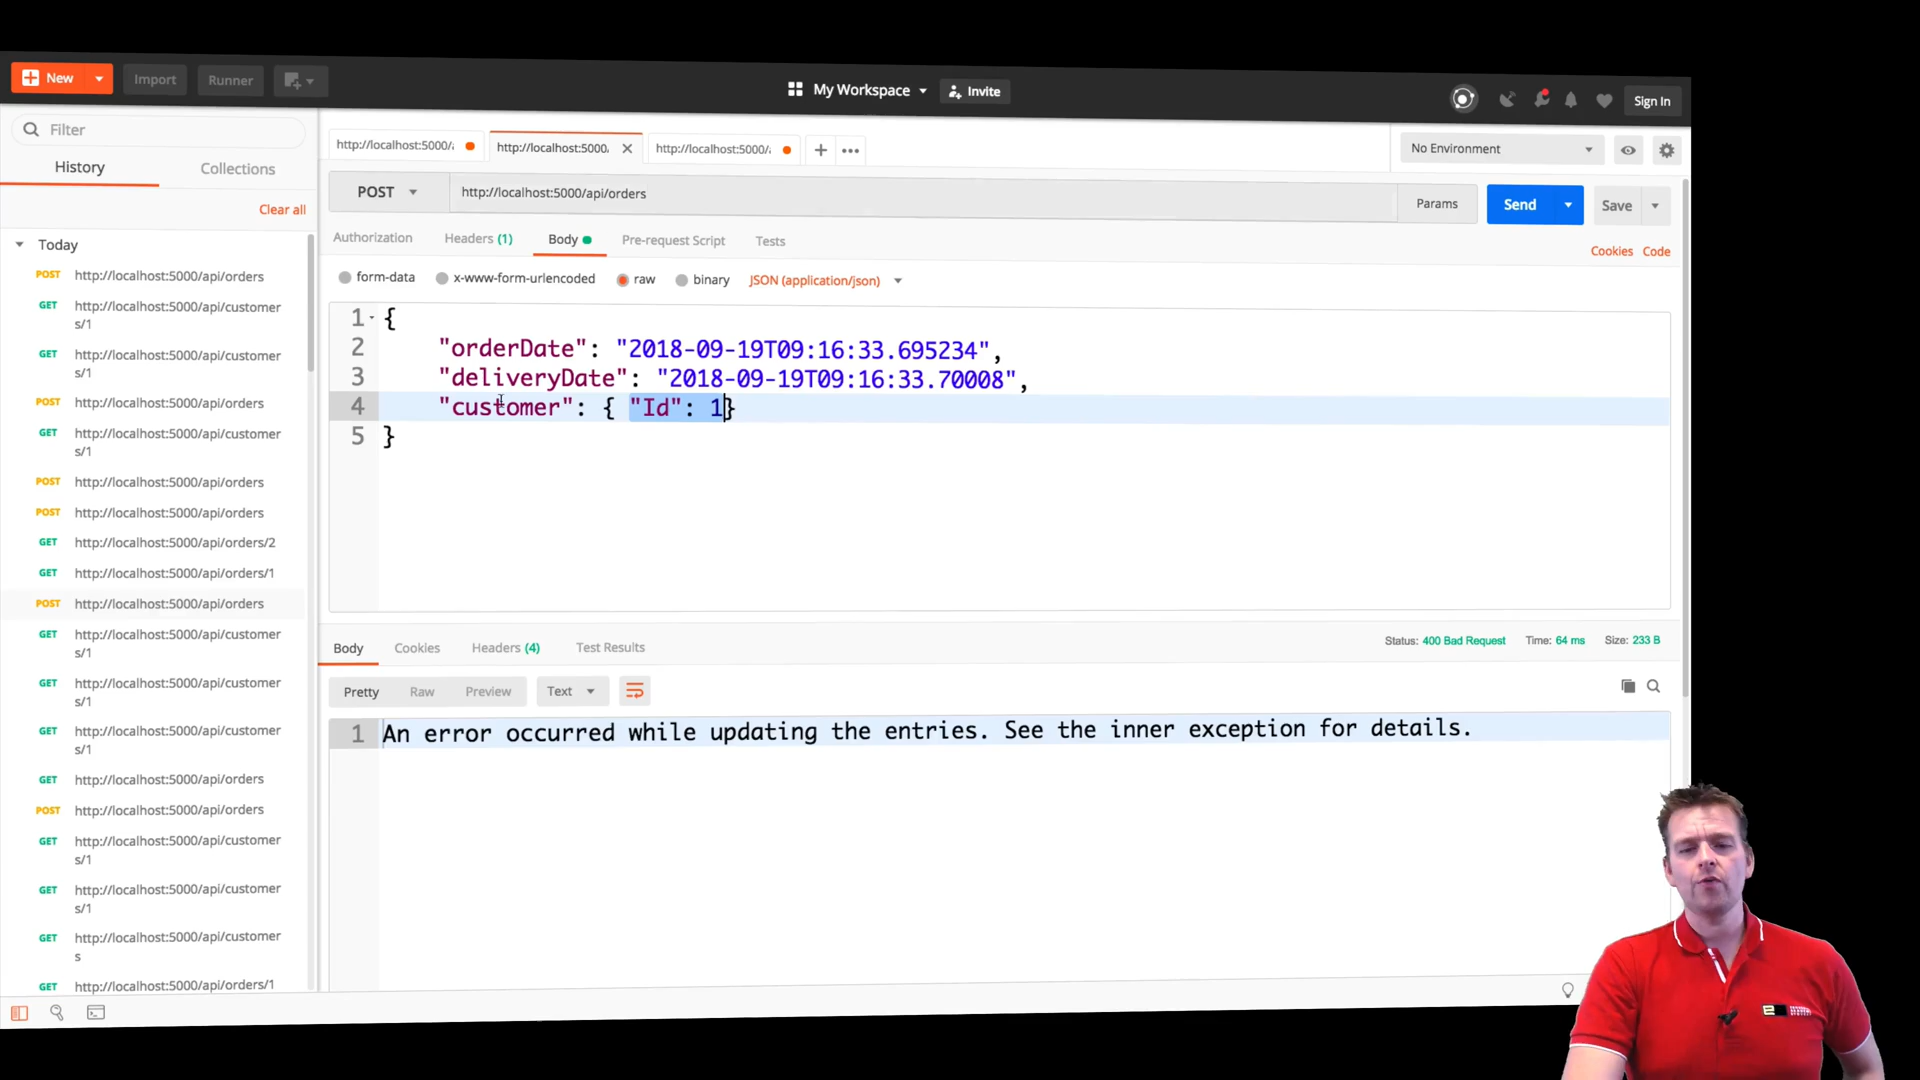 New
Import
Runner
My Workspace
Invite
Sign In
Filter
History
Collections
Clear all
Today
POST http://localhost:5000/api/orders
GET http://localhost:5000/api/customer
s/1
GET http://localhost:5000/api/customer
s/1
POST http://localhost:5000/api/orders
GET http://localhost:5000/api/customer
s/1
POST http://localhost:5000/api/orders
POST http://localhost:5000/api/orders
GET http://localhost:5000/api/orders/2
GET http://localhost:5000/api/orders/1
POST http://localhost:5000/api/orders
GET http://localhost:5000/api/customer
s/1
GET http://localhost:5000/api/customer
s/1
GET http://localhost:5000/api/customer
s/1
GET http://localhost:5000/api/orders
POST http://localhost:5000/api/orders
GET http://localhost:5000/api/customer
s/1
GET http://localhost:5000/api/customer
s/1
GET http://localhost:5000/api/customer
s
GET http://localhost:5000/api/orders/1
http://localhost:5000/
http://localhost:5000,
http://localhost:5000/
No Environment
POST
http://localhost:5000/api/orders
Params
Send
Save
Authorization
Headers (1)
Body
Pre-request Script
Tests
Cookies
Code
form-data
x-www-form-urlencoded
raw
binary
JSON (application/json)
1 {
2 "orderDate": "2018-09-19T09:16:33.695234",
3 "deliveryDate": "2018-09-19T09:16:33.70008",
4 "customer": { "Id": 1}
5 }
Body
Cookies
Headers (4)
Test Results
Status: 400 Bad Request
Time: 64 ms
Size: 233 B
Pretty
Raw
Preview
Text
1 An error occurred while updating the entries. See the inner exception for details.